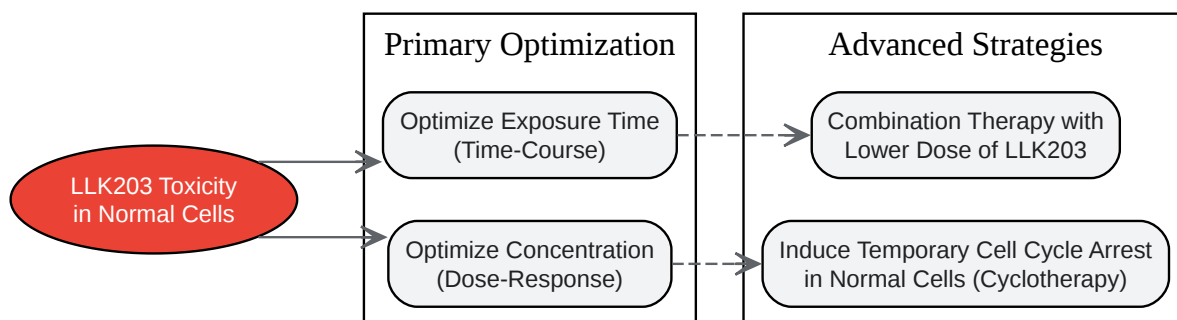 Primary Optimization
Advanced Strategies
LLK203 Toxicity
in Normal Cells
Optimize Exposure Time
(Time-Course)
Combination Therapy with
Lower Dose of LLK203
Optimize Concentration
(Dose-Response)
Induce Temporary Cell Cycle Arrest
in Normal Cells (Cyclotherapy)